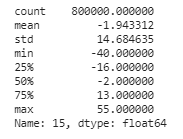 count    800000.000000
mean         -1.943312
std          14.684635
min         -40.000000
25%         -16.000000
50%          -2.000000
75%          13.000000
max          55.000000
Name: 15, dtype: float64